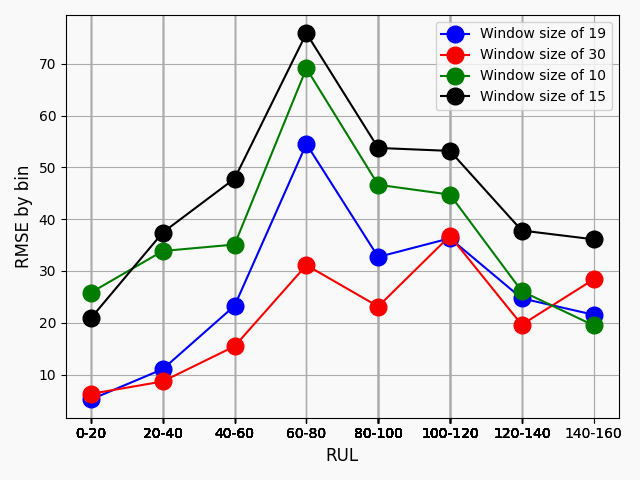 Window size of 19
Window size of 30
Window size of 10
Window size of 15
RMSE by bin
70
60
50
40
30
20
10
0-20 20-40 40-60 60-80 80-100 100-120 120-140 140-160
RUL